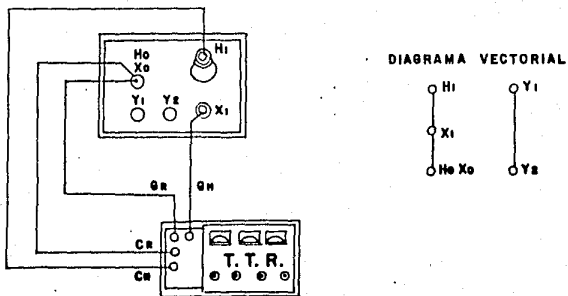 Ho
Xo
H1
Y1 Y2
X1
GR GN
CR
CN
T. T. R.
DIAGRAMA VECTORIAL
H1 Y1
X1
Ho Xo Y2